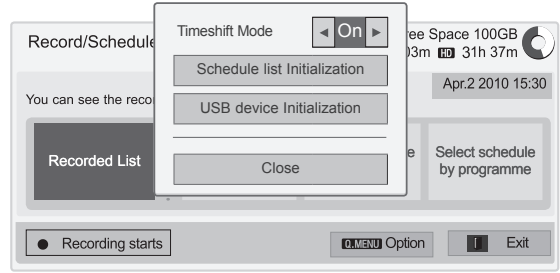 Record/Schedule
Timeshift Mode ◄ On ►
ree Space 100GB
03m HD 31h 37m
Schedule list Initialization
Apr.2 2010 15:30
You can see the reco
USB device Initialization
Recorded List
Close
Select schedule
by programme
● Recording starts
Q.MENU Option
Exit